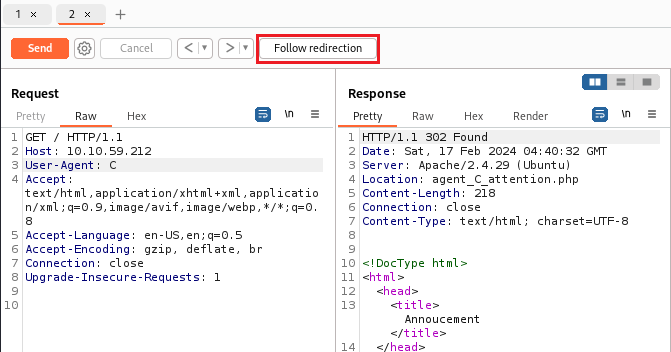 1 × 2 × +
Send Cancel < > Follow redirection
Request
Pretty Raw Hex \n
1 GET / HTTP/1.1
2 Host: 10.10.59.212
3 User-Agent: C
4 Accept:
text/html,application/xhtml+xml,applicatio
n/xml;q=0.9,image/avif,image/webp,*/*;q=0.
8
5 Accept-Language: en-US,en;q=0.5
6 Accept-Encoding: gzip, deflate, br
7 Connection: close
8 Upgrade-Insecure-Requests: 1
9
10
Response
Pretty Raw Hex Render \n
1 HTTP/1.1 302 Found
2 Date: Sat, 17 Feb 2024 04:40:32 GMT
3 Server: Apache/2.4.29 (Ubuntu)
4 Location: agent_C_attention.php
5 Content-Length: 218
6 Connection: close
7 Content-Type: text/html; charset=UTF-8
8
9
10 <!DocType html>
11 <html>
12 <head>
13 <title>
Annoucement
</title>
14 </head>